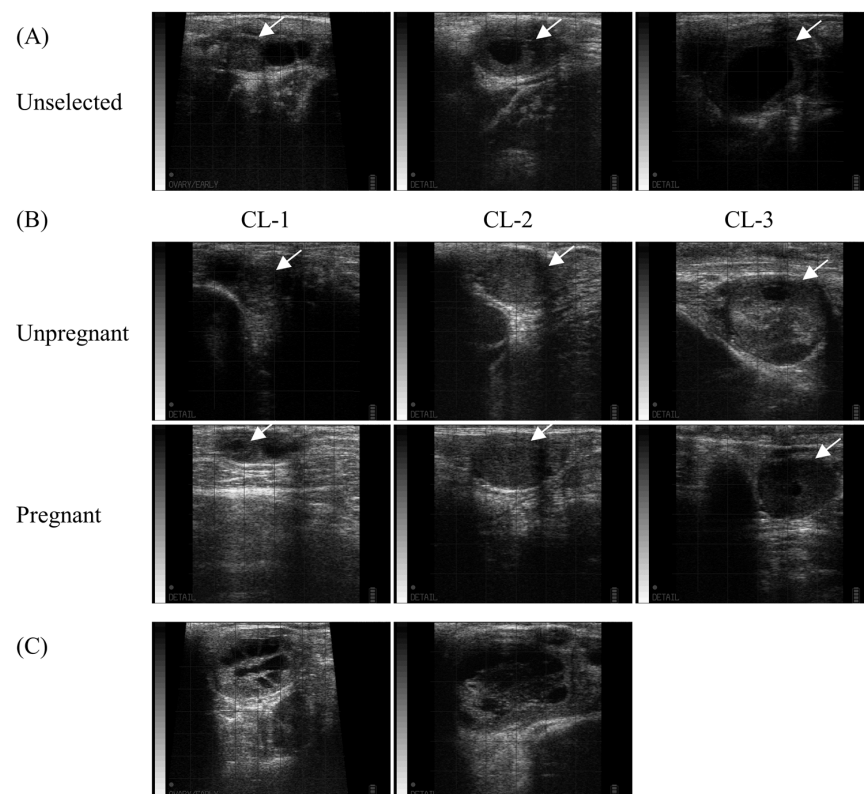 (A)
Unselected
OVARY/EARLY
DETAIL
DETAIL
(B)
CL-1 CL-2 CL-3
Unpregnant
DETAIL
DETAIL
DETAIL
Pregnant
DETAIL
DETAIL
DETAIL
(C)
OVARY/EARLY
DETAIL